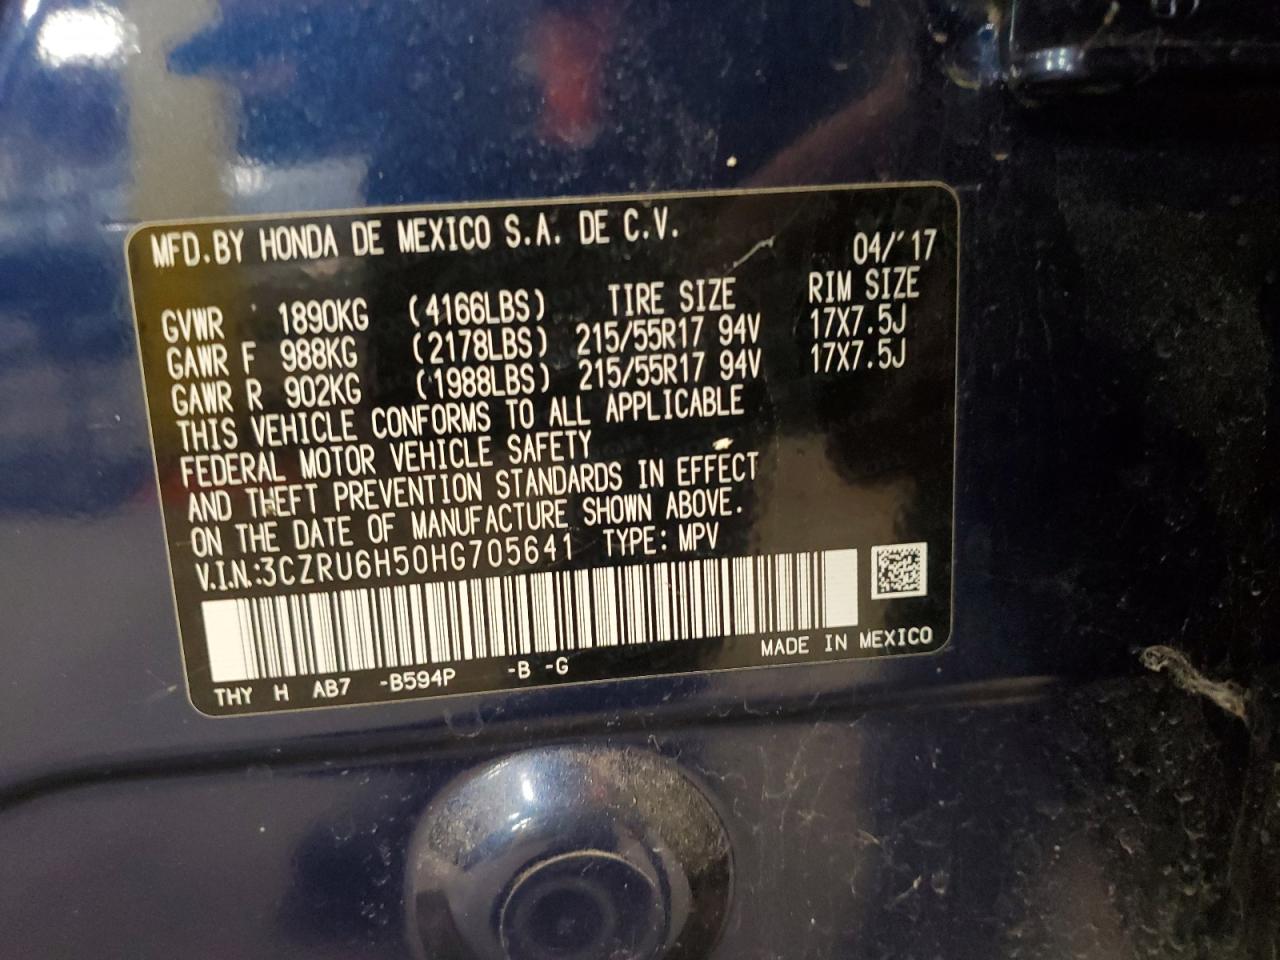 MFD.BY HONDA DE MEXICO S.A. DE C.V.
04/'17
GVWR 1890KG (4166LBS) TIRE SIZE RIM SIZE
GAWR F 988KG (2178LBS) 215/55R17 94V 17X7.5J
GAWR R 902KG (1988LBS) 215/55R17 94V 17X7.5J
THIS VEHICLE CONFORMS TO ALL APPLICABLE
FEDERAL MOTOR VEHICLE SAFETY
AND THEFT PREVENTION STANDARDS IN EFFECT
ON THE DATE OF MANUFACTURE SHOWN ABOVE.
V.I.N.:3CZRU6H50HG705641 TYPE: MPV
MADE IN MEXICO
THY H AB7 -B594P -B -G